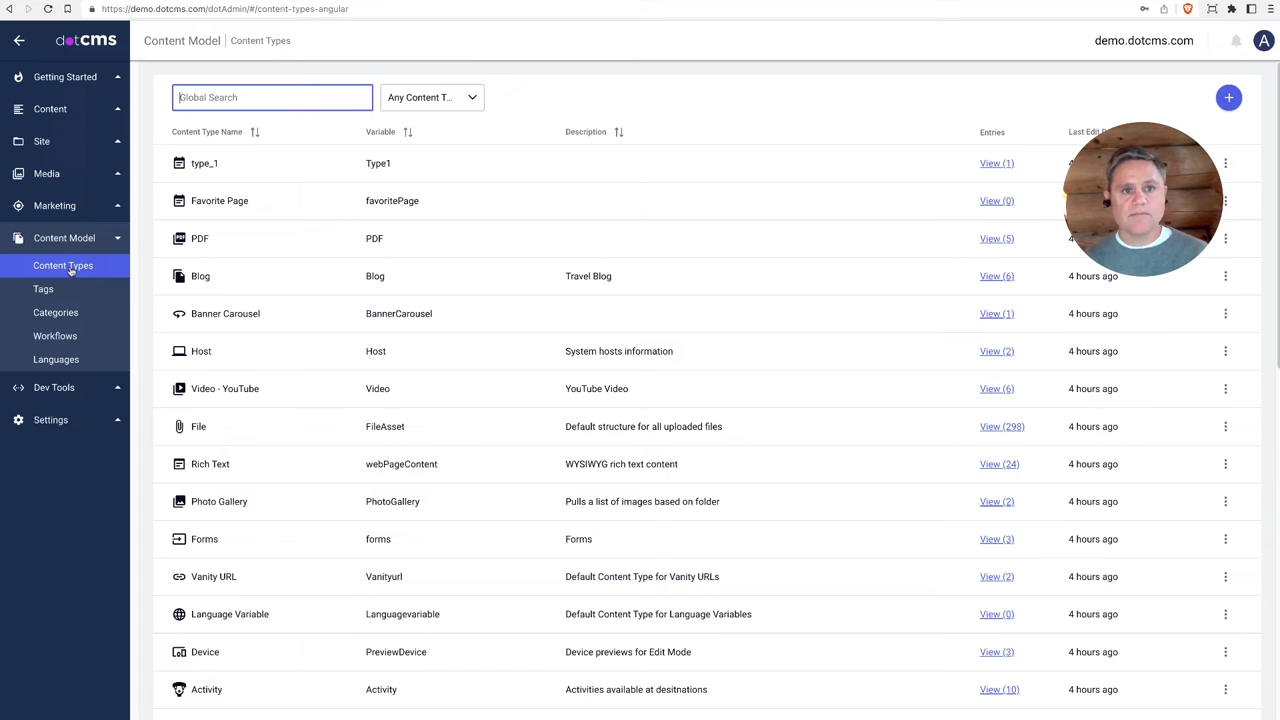 https://demo.dotcms.com/dotAdmin/#/content-types-angular
dotCMS
Content Model | Content Types
demo.dotcms.com
A
Getting Started
Content
Site
Media
Marketing
Content Model
Content Types
Tags
Categories
Workflows
Languages
Dev Tools
Settings
Global Search
Any Content T...
Content Type Name Variable Description Entries Last Edit
type_1 Type1 View (1) 4
Favorite Page favoritePage View (0) 4
PDF PDF View (5) 4
Blog Blog Travel Blog View (6) 4 hours ago
Banner Carousel BannerCarousel View (1) 4 hours ago
Host Host System hosts information View (2) 4 hours ago
Video - YouTube Video YouTube Video View (6) 4 hours ago
File FileAsset Default structure for all uploaded files View (298) 4 hours ago
Rich Text webPageContent WYSIWYG rich text content View (24) 4 hours ago
Photo Gallery PhotoGallery Pulls a list of images based on folder View (2) 4 hours ago
Forms forms Forms View (3) 4 hours ago
Vanity URL Vanityurl Default Content Type for Vanity URLs View (2) 4 hours ago
Language Variable Languagevariable Default Content Type for Language Variables View (0) 4 hours ago
Device PreviewDevice Device previews for Edit Mode View (3) 4 hours ago
Activity Activity Activities available at desitnations View (10) 4 hours ago